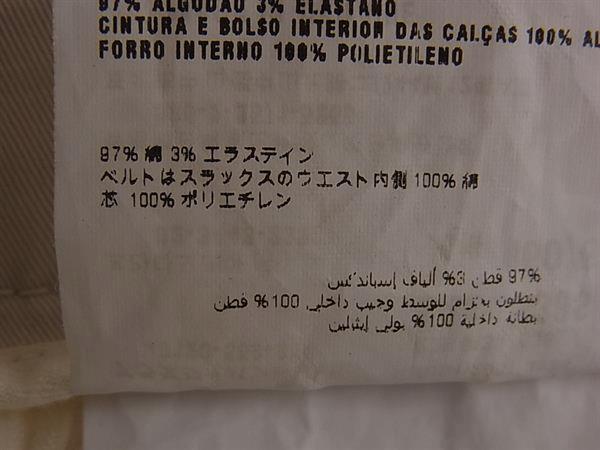 97% ALGODÃO 3% ELASTANO
CINTURA E BOLSO INTERIOR DAS CALÇAS 100% AL
FORRO INTERNO 100% POLIETILENO
97% 綿 3% エラステイン
ベルトはスラックスのウエスト内側 100% 綿
芯 100% ポリエチレン
97% قطن 3% ألياف إسباندكس
بنطلون بحزام للوسط وجيب داخلي 100% قطن
بطانة داخلية 100% بولي إيثرلين